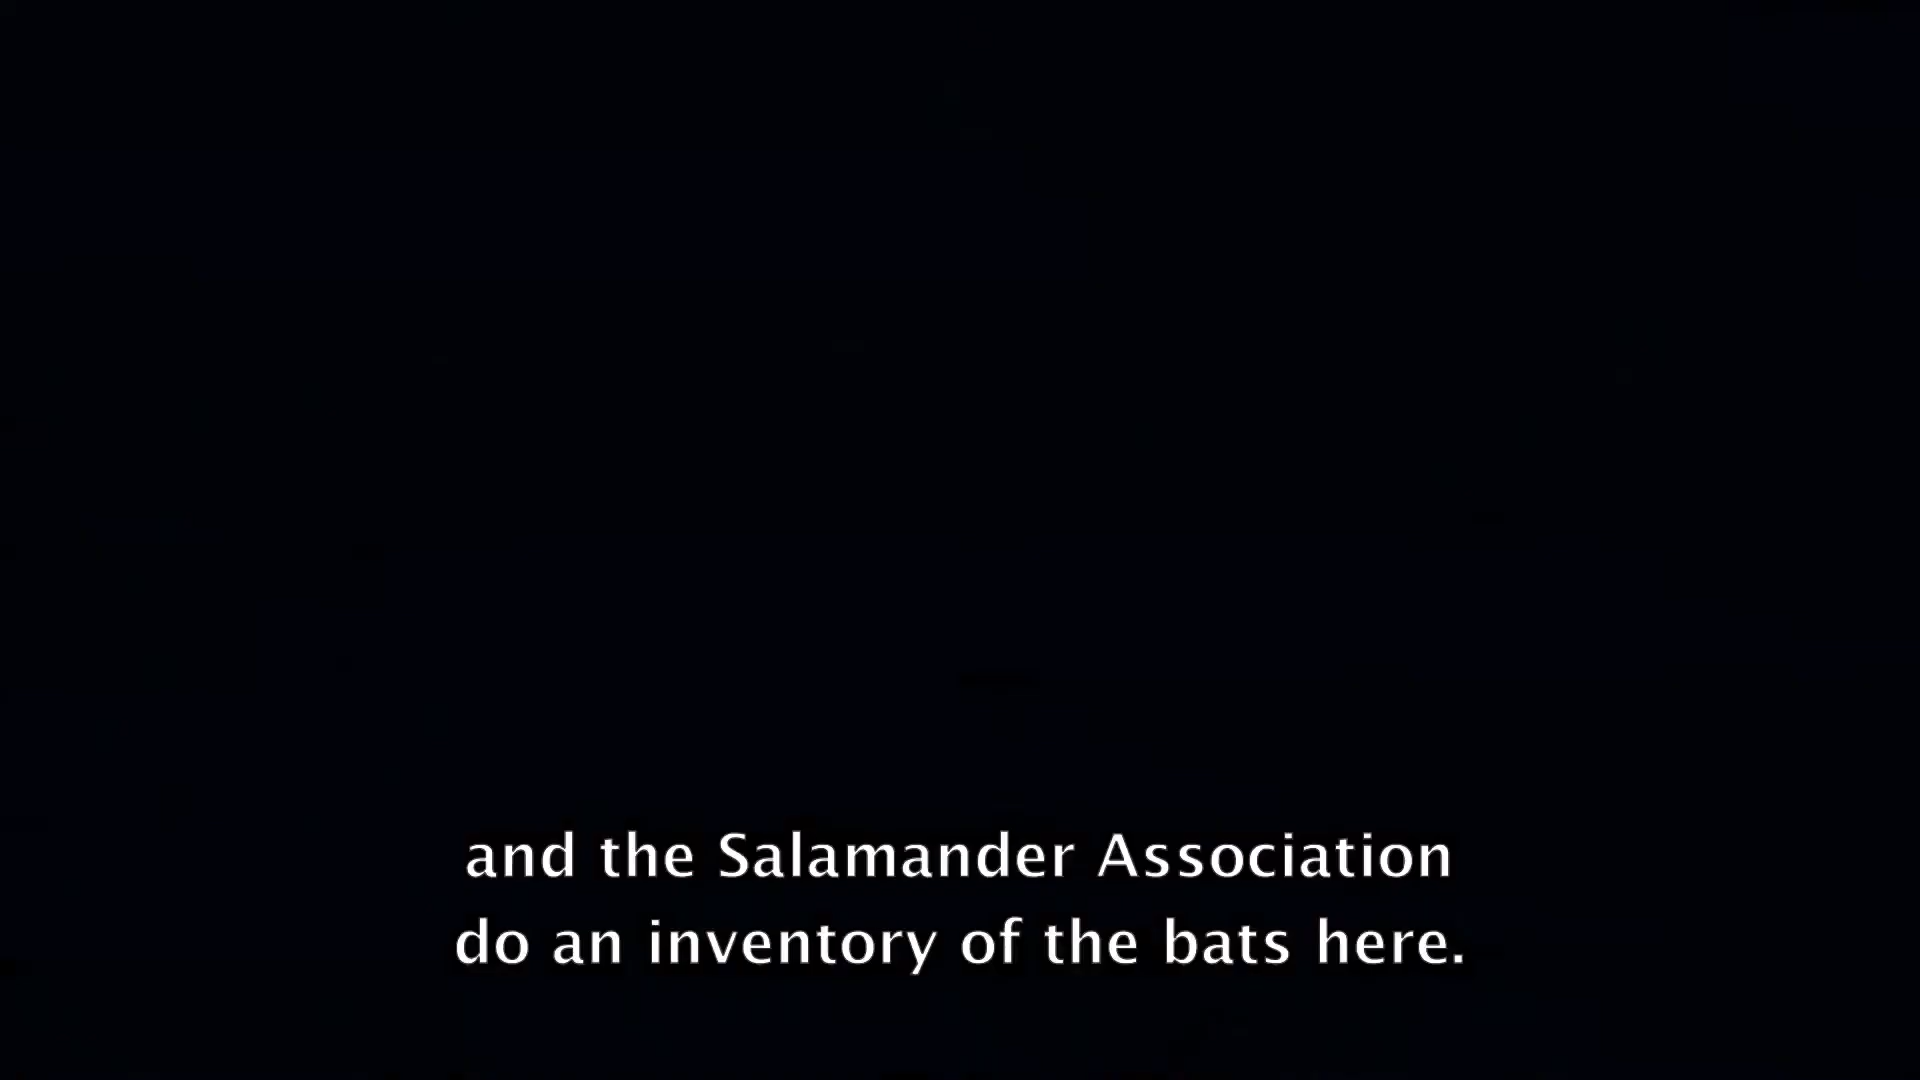 and the Salamander Association
do an inventory of the bats here.